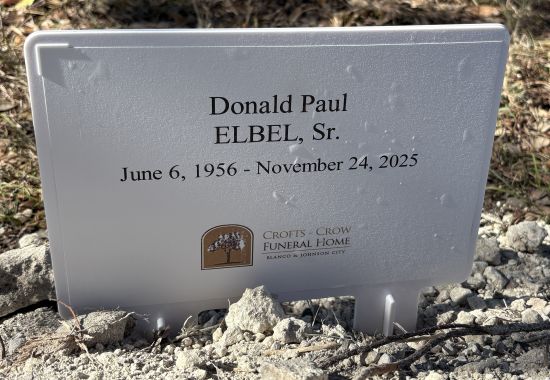 Donald Paul
ELBEL, Sr.
June 6, 1956 - November 24, 2025
CROFTS - CROW
FUNERAL HOME
BLANCO & JOHNSON CITY